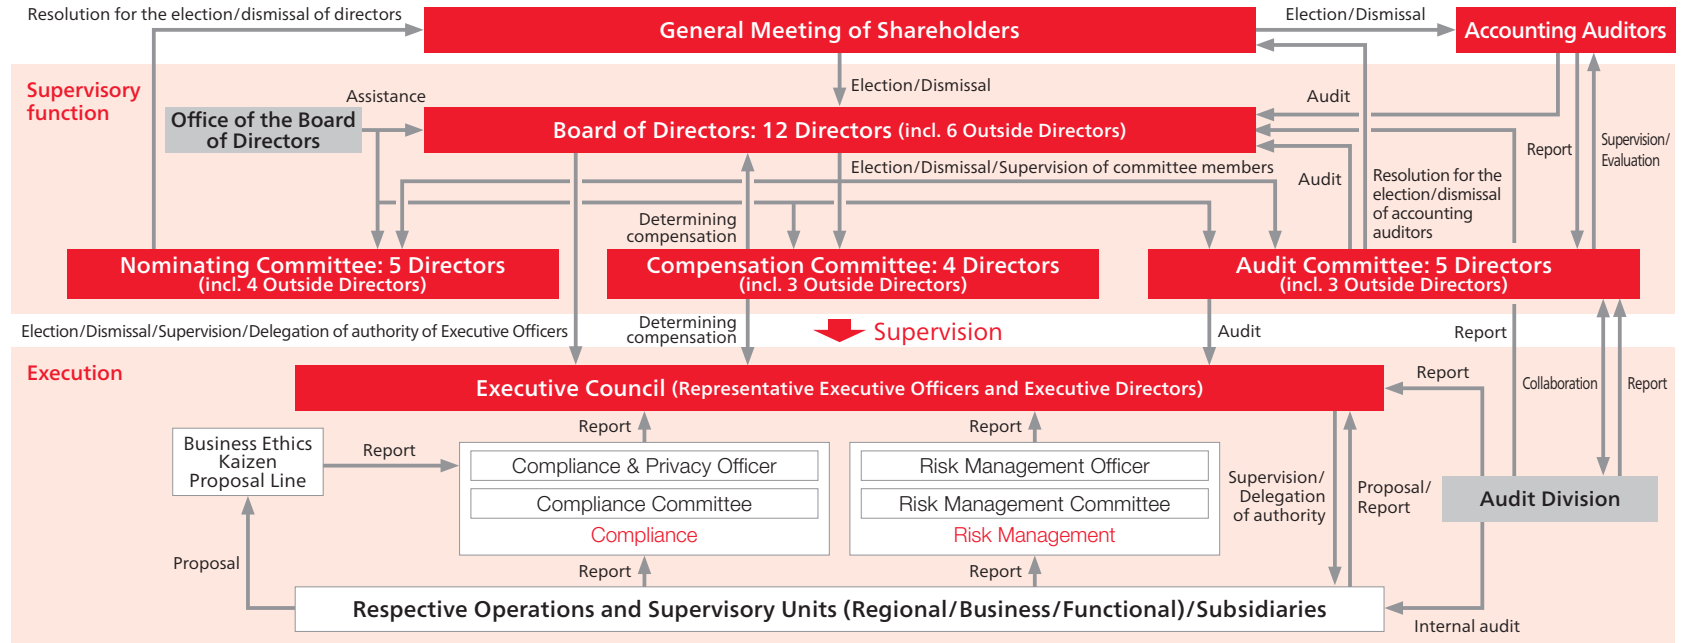 Resolution for the election/dismissal of directors
General Meeting of Shareholders
Election/Dismissal
Accounting Auditors
Supervisory
function
Election/Dismissal
Assistance
Audit
Office of the Board
of Directors
Board of Directors: 12 Directors (incl. 6 Outside Directors)
Report
Supervision/
Evaluation
Election/Dismissal/Supervision of committee members
Audit
Resolution for the
election/dismissal
of accounting
auditors
Determining
compensation
Nominating Committee: 5 Directors
(incl. 4 Outside Directors)
Compensation Committee: 4 Directors
(incl. 3 Outside Directors)
Audit Committee: 5 Directors
(incl. 3 Outside Directors)
Election/Dismissal/Supervision/Delegation of authority of Executive Officers
Determining
compensation
Supervision
Audit
Report
Execution
Executive Council (Representative Executive Officers and Executive Directors)
Report
Collaboration
Report
Report
Report
Business Ethics
Kaizen
Proposal Line
Report
Compliance & Privacy Officer
Compliance Committee
Compliance
Risk Management Officer
Risk Management Committee
Risk Management
Supervision/
Delegation
of authority
Proposal/
Report
Audit Division
Proposal
Report
Report
Respective Operations and Supervisory Units (Regional/Business/Functional)/Subsidiaries
Internal audit